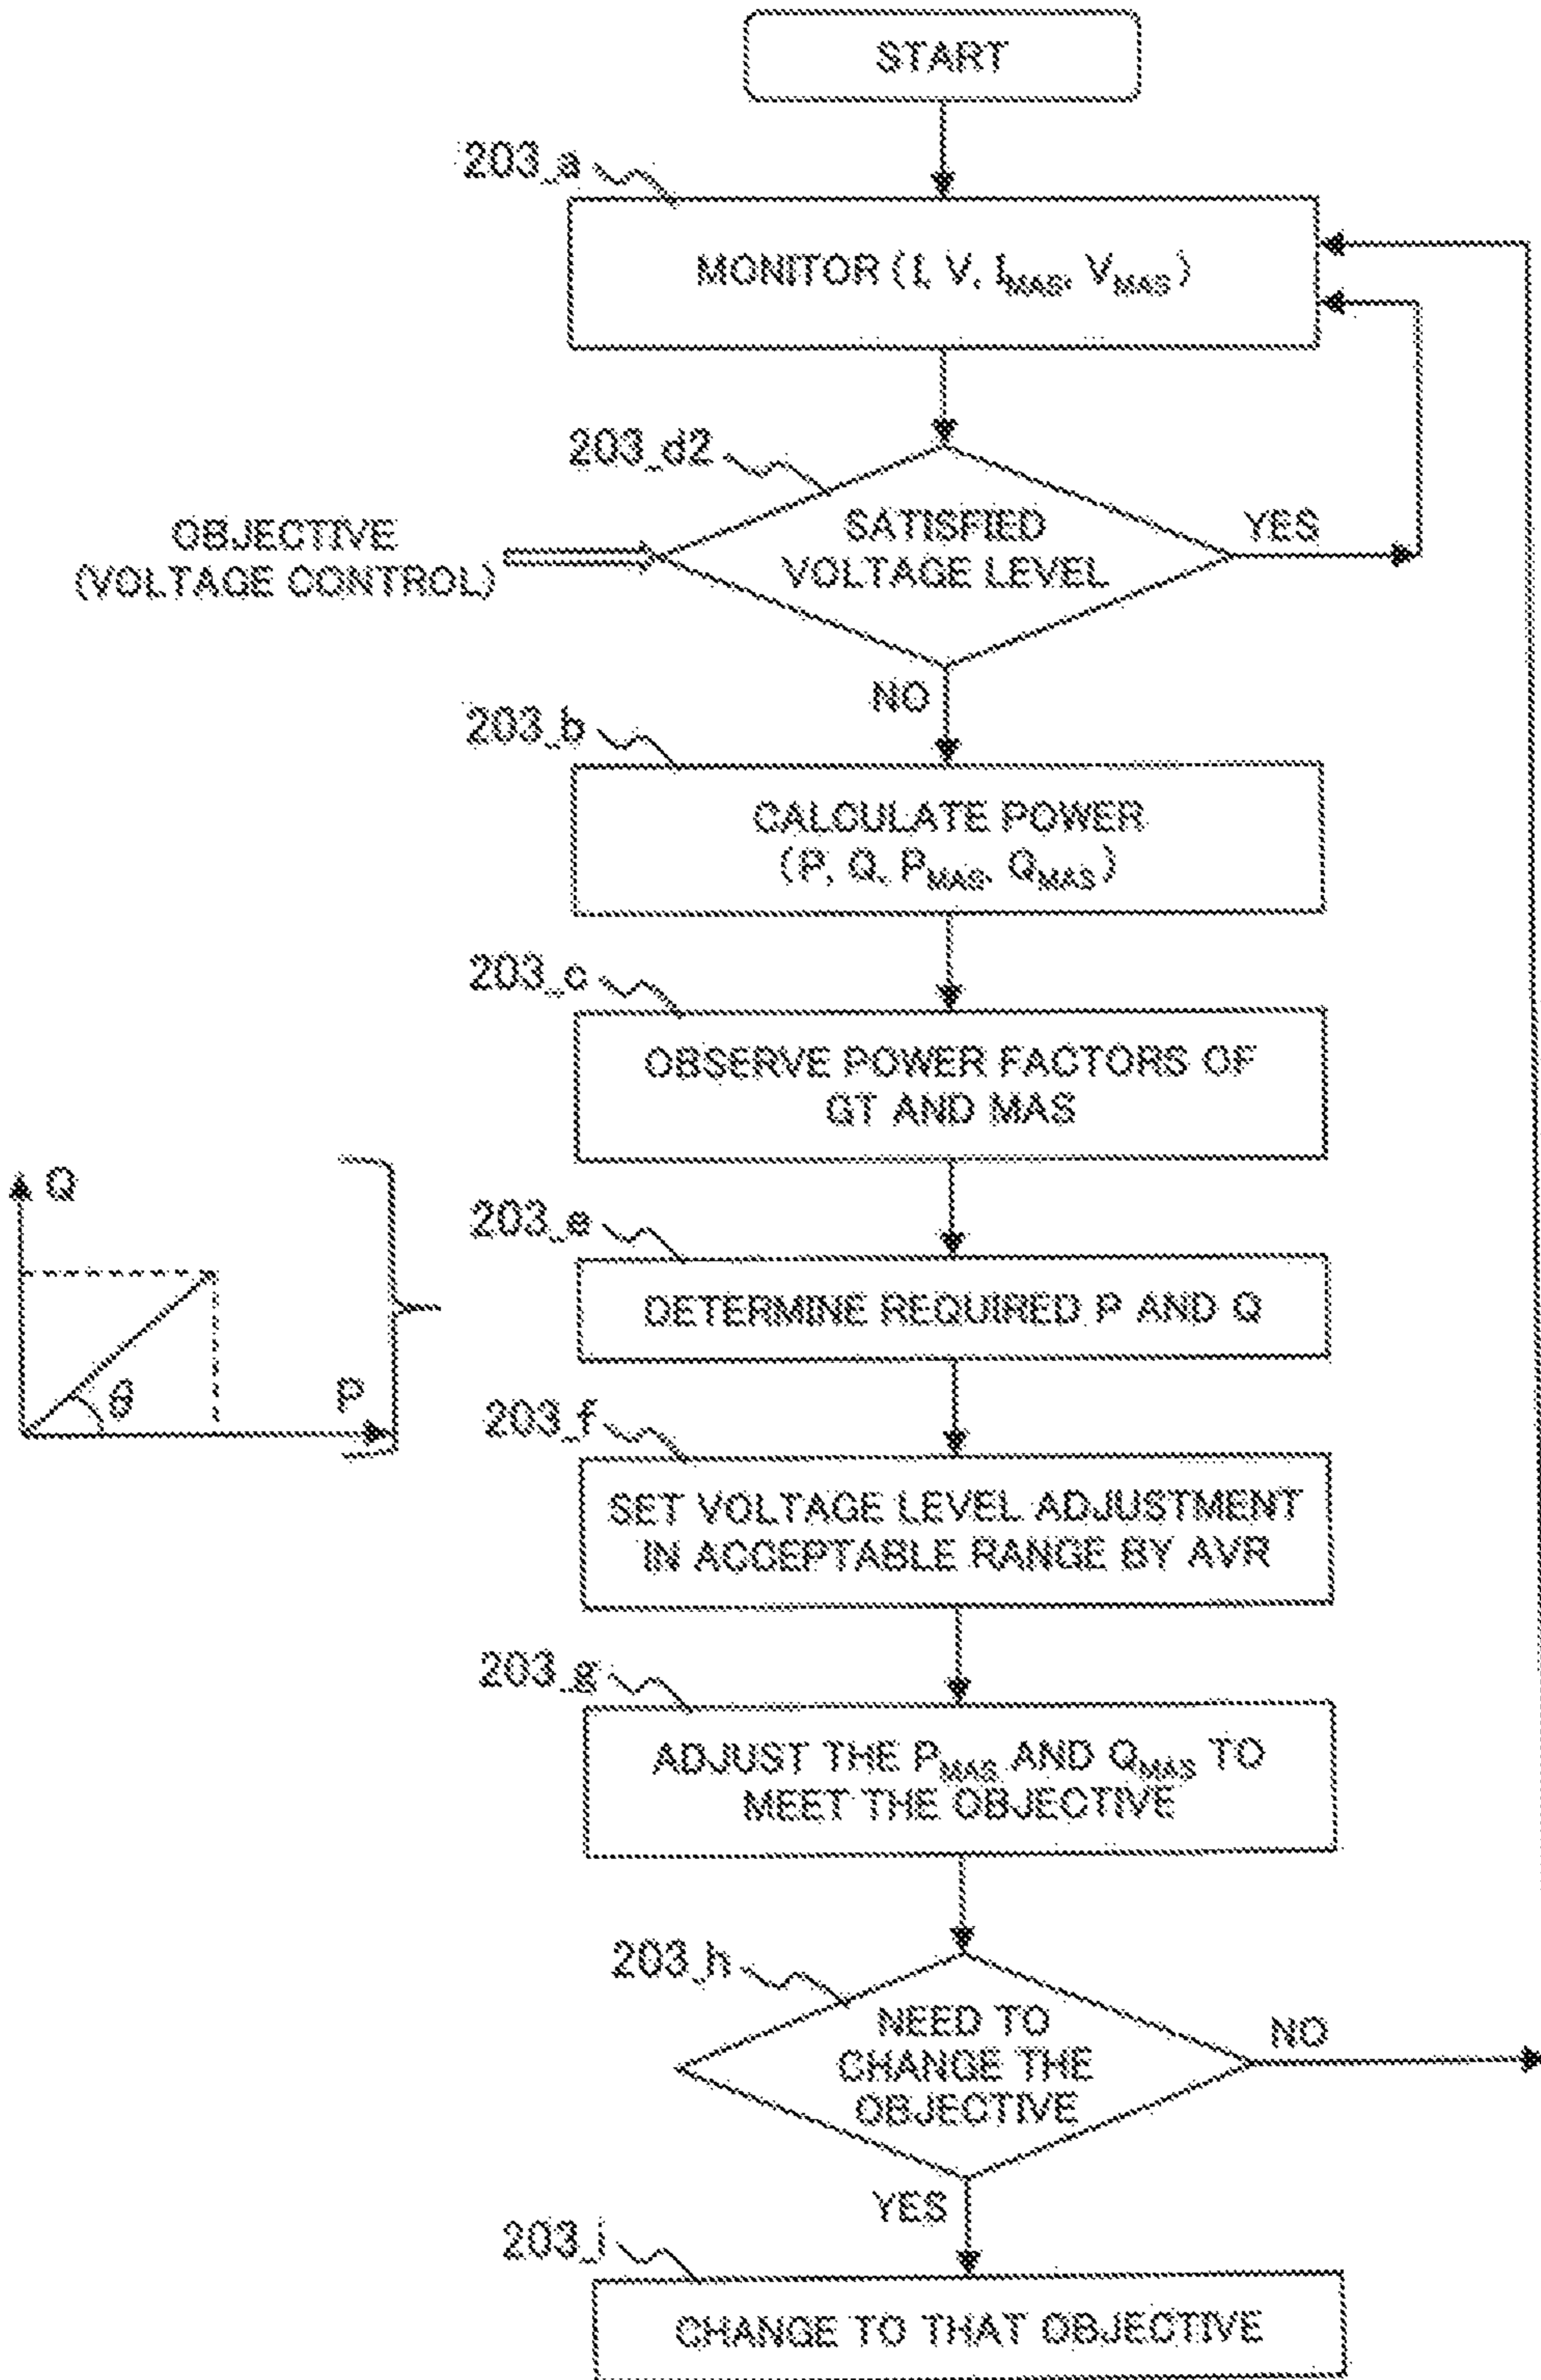 START
203_a
MONITOR (I, V, I_MAS, V_MAS)
203_d2
OBJECTIVE
(VOLTAGE CONTROL)
SATISFIED
VOLTAGE LEVEL
YES
NO
203_b
CALCULATE POWER
(P, Q, P_MAS, Q_MAS)
203_c
OBSERVE POWER FACTORS OF
GT AND MAS
Q
θ
P
203_e
DETERMINE REQUIRED P AND Q
203_f
SET VOLTAGE LEVEL ADJUSTMENT
IN ACCEPTABLE RANGE BY AVR
203_g
ADJUST THE P_MAS AND Q_MAS TO
MEET THE OBJECTIVE
203_h
NEED TO
CHANGE THE
OBJECTIVE
NO
YES
203_i
CHANGE TO THAT OBJECTIVE